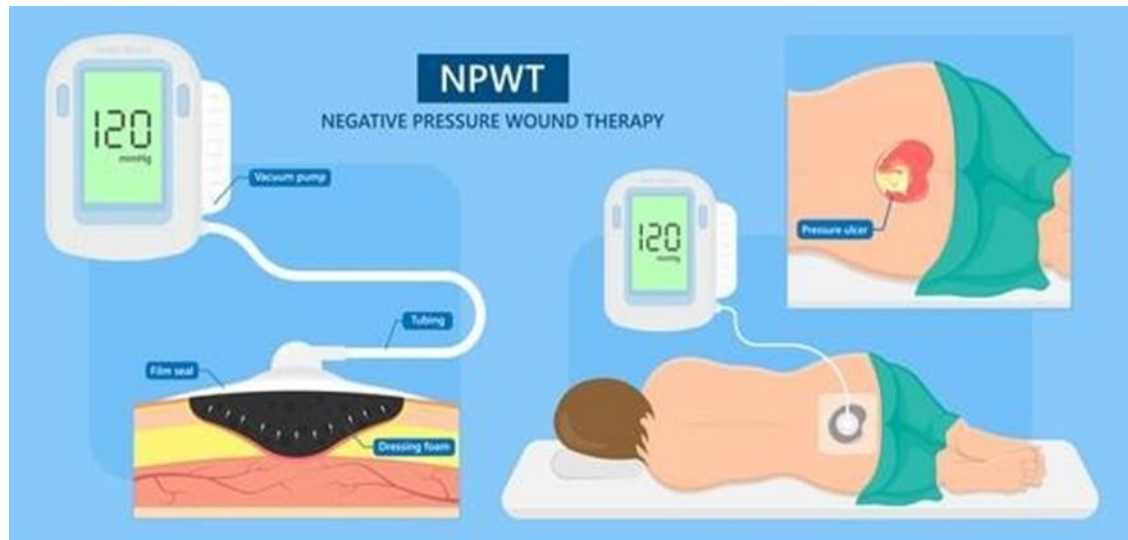 NPWT
NEGATIVE PRESSURE WOUND THERAPY
120
mmHg
Vacuum pump
Tubing
Film seal
Dressing foam
120
mmHg
Pressure ulcer